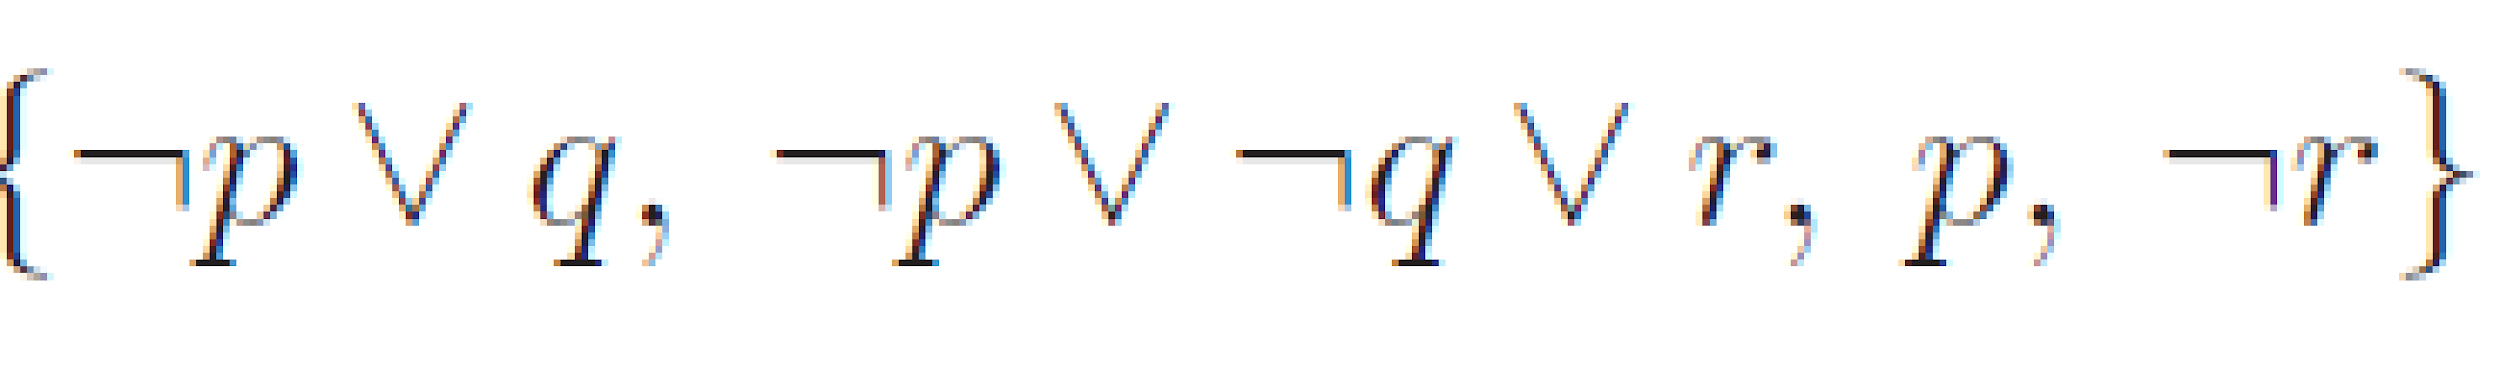 {¬p ∨ q, ¬p ∨ ¬q ∨ r, p, ¬r}